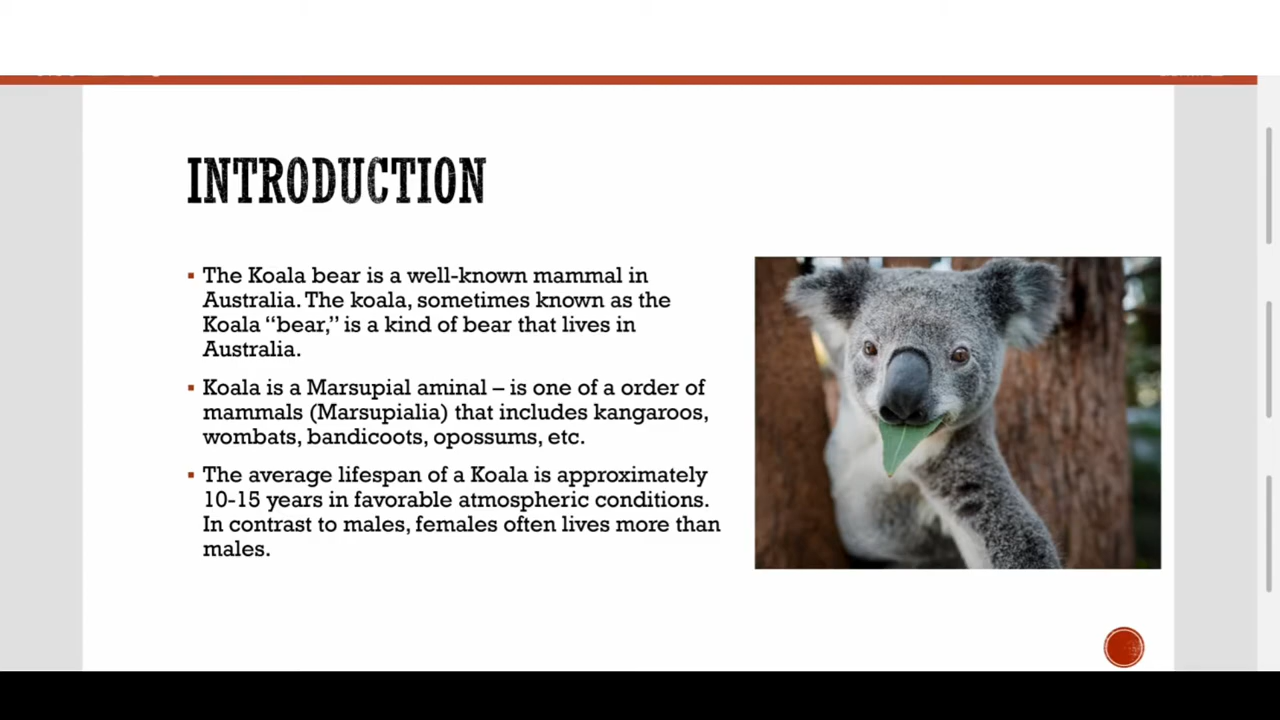 INTRODUCTION
The Koala bear is a well-known mammal in
Australia. The koala, sometimes known as the
Koala “bear,” is a kind of bear that lives in
Australia.
Koala is a Marsupial aminal – is one of a order of
mammals (Marsupialia) that includes kangaroos,
wombats, bandicoots, opossums, etc.
The average lifespan of a Koala is approximately
10-15 years in favorable atmospheric conditions.
In contrast to males, females often lives more than
males.